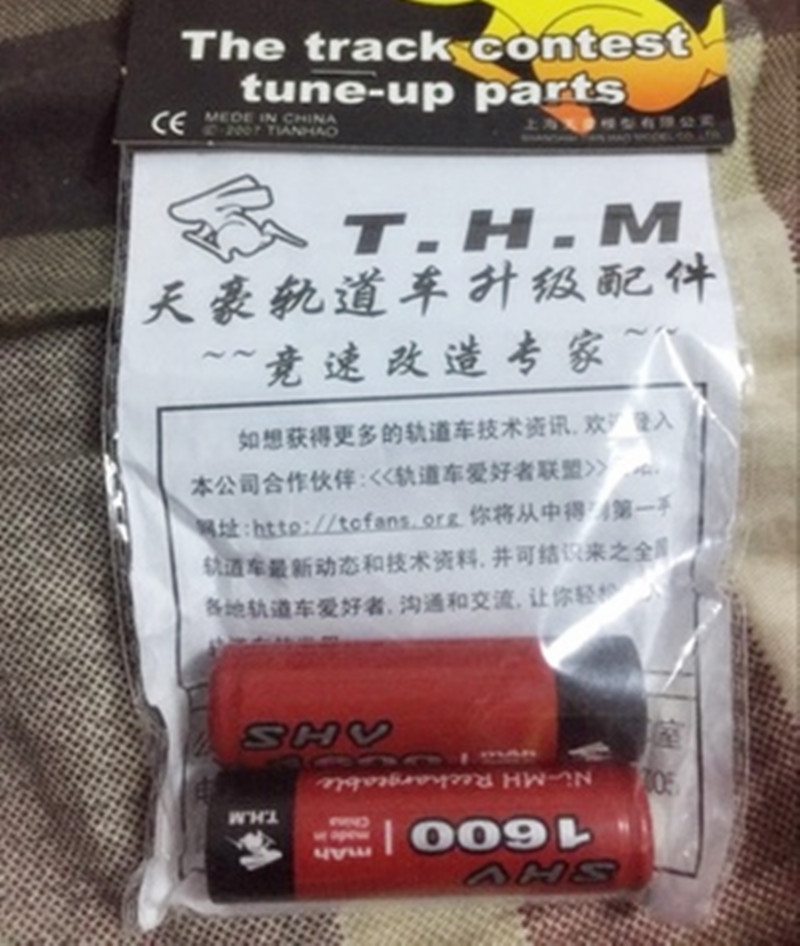 The track contest
tune-up parts
CE MEDE IN CHINA
© 2007 TIANHAO
上海天豪模型有限公司
T.H.M
天豪轨道车升级配件
~~竞速改造专家~~
如想获得更多的轨道车技术资讯,欢迎登入
本公司合作伙伴:<<轨道车爱好者联盟>>
网址:http://tcfans.org 你将从中得到第一手
轨道车最新动态和技术资料,并可结识来之全国
各地轨道车爱好者,沟通和交流,让你轻松
室
SHV
005
Ni-MH Rechargeable
1600 mAh
made in
China
T.H.M
SHV